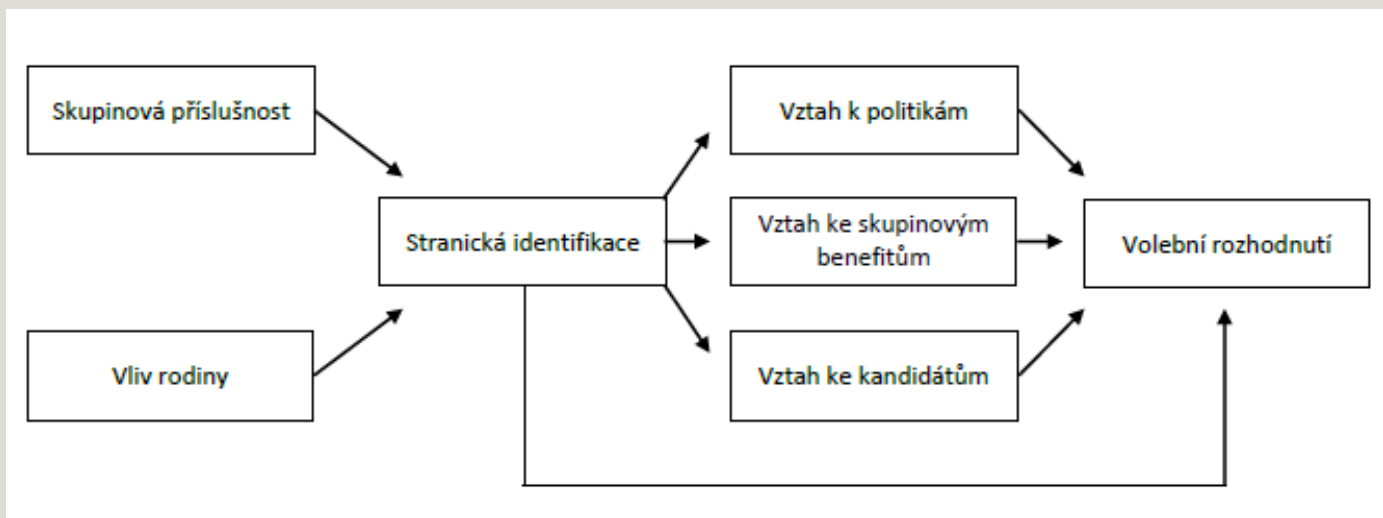 Skupinová příslušnost
Vliv rodiny
Stranická identifikace
Vztah k politikám
Vztah ke skupinovým
benefitům
Vztah ke kandidátům
Volební rozhodnutí